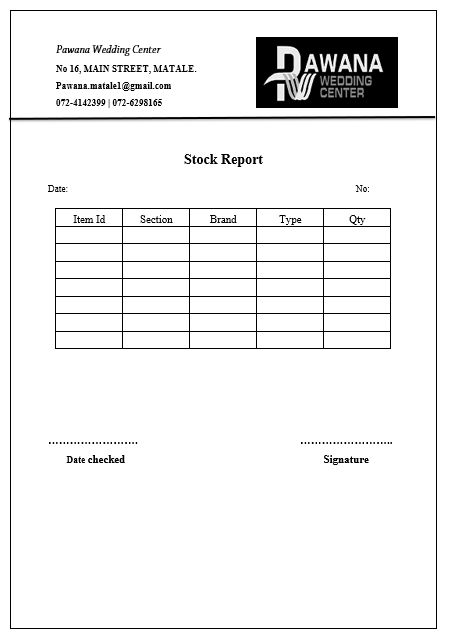 Pawana Wedding Center
No 16, MAIN STREET, MATALE.
Pawana.matale1@gmail.com
072-4142399 | 072-6298165
PAWANA
WEDDING
CENTER
Stock Report
Date: No:
Item Id Section Brand Type Qty
……………………. ……………………..
Date checked Signature